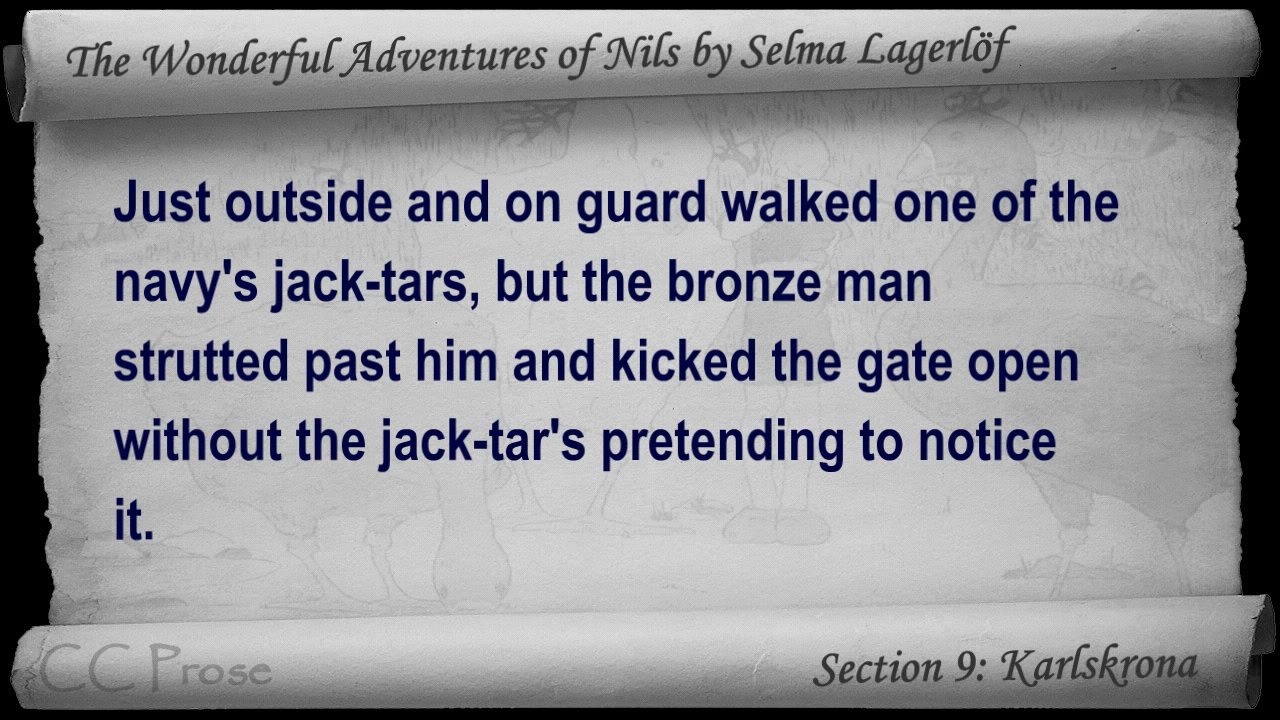 The Wonderful Adventures of Nils by Selma Lagerlöf
Just outside and on guard walked one of the
navy's jack-tars, but the bronze man
strutted past him and kicked the gate open
without the jack-tar's pretending to notice
it.
CC Prose
Section 9: Karlskrona